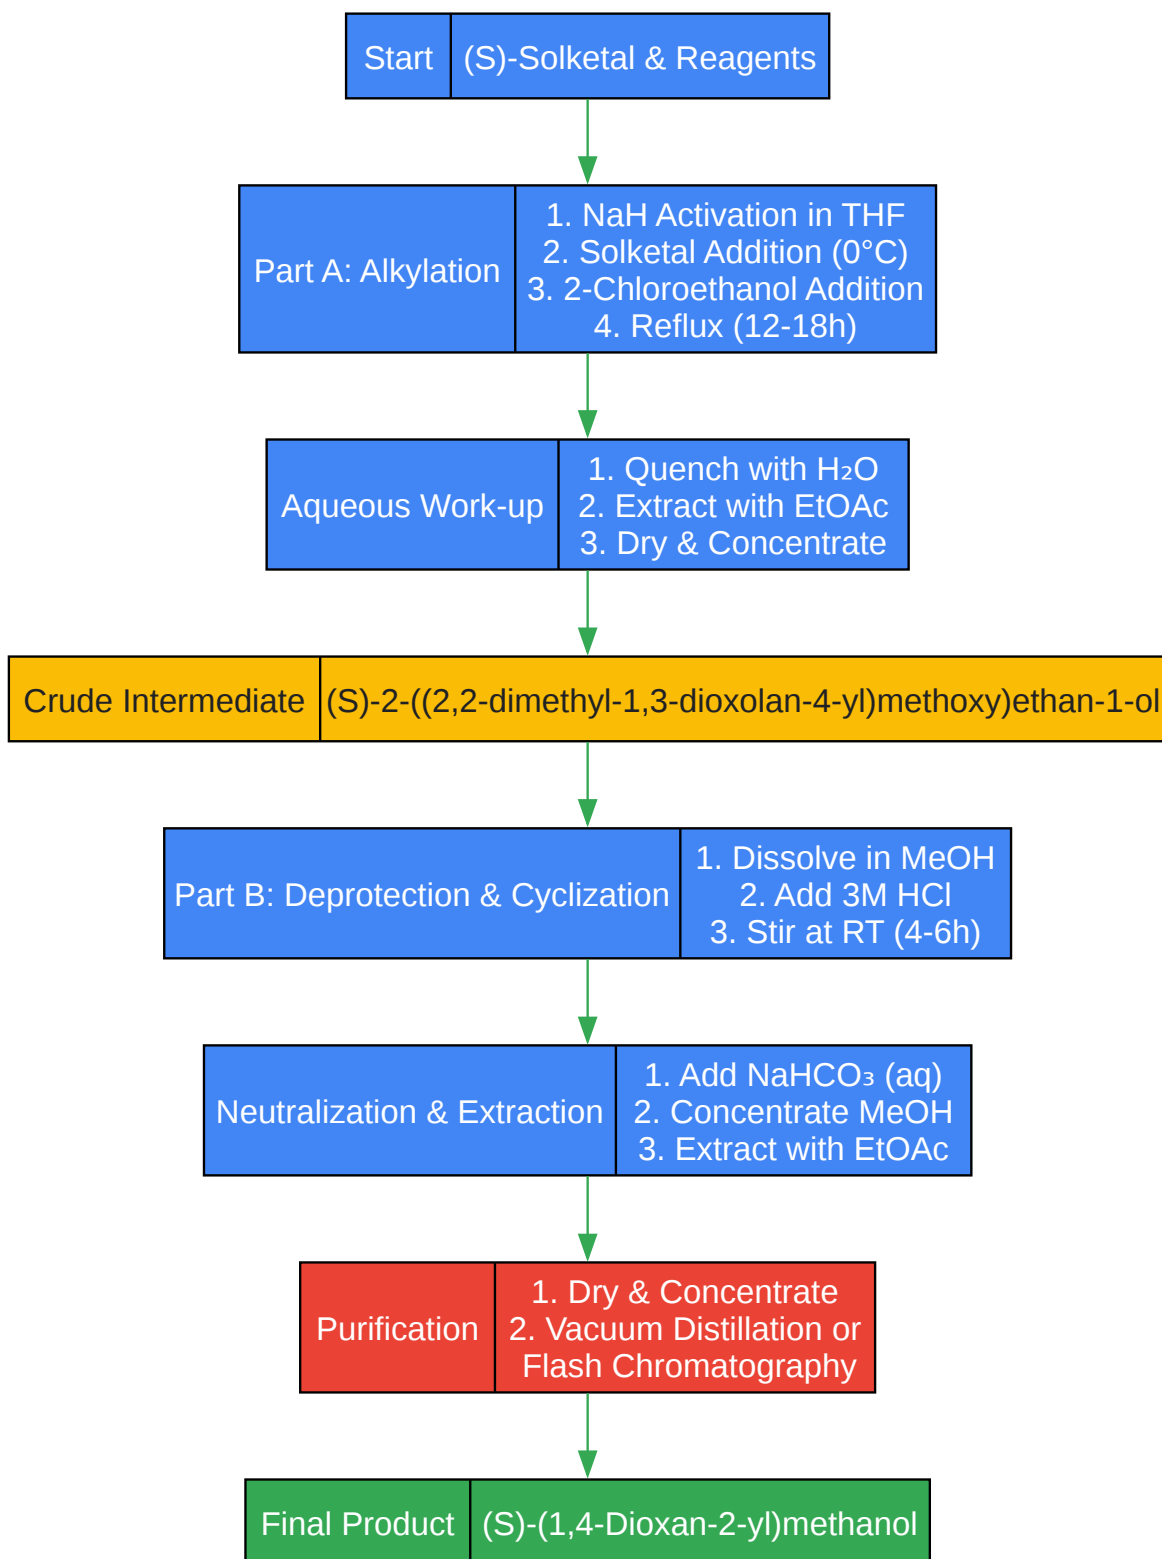 Start
(S)-Solketal & Reagents
Part A: Alkylation
1. NaH Activation in THF
2. Solketal Addition (0°C)
3. 2-Chloroethanol Addition
4. Reflux (12-18h)
Aqueous Work-up
1. Quench with H₂O
2. Extract with EtOAc
3. Dry & Concentrate
Crude Intermediate
(S)-2-((2,2-dimethyl-1,3-dioxolan-4-yl)methoxy)ethan-1-ol
Part B: Deprotection & Cyclization
1. Dissolve in MeOH
2. Add 3M HCl
3. Stir at RT (4-6h)
Neutralization & Extraction
1. Add NaHCO₃ (aq)
2. Concentrate MeOH
3. Extract with EtOAc
Purification
1. Dry & Concentrate
2. Vacuum Distillation or
Flash Chromatography
Final Product
(S)-(1,4-Dioxan-2-yl)methanol